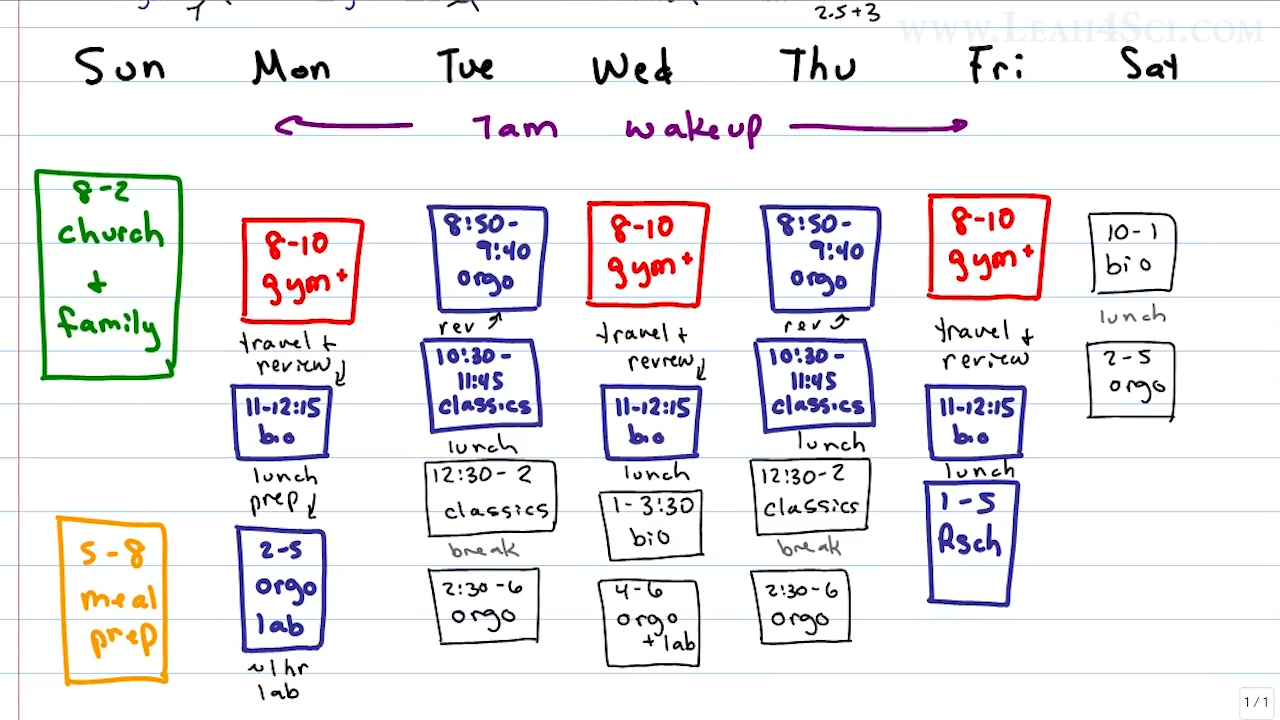 2.5+3
www.Leah4Sci.com
Sun Mon Tue Wed Thu Fri Sat
7am wakeup
8-2
church
+
family
5-8
meal
prep
8-10
gym+
travel +
review
11-12:15
bio
lunch
prep
2-5
orgo
lab
~1hr
lab
8:50-
9:40
orgo
rev
10:30-
11:45
classics
lunch
12:30-2
classics
break
2:30-6
orgo
8-10
gym+
travel +
review
11-12:15
bio
lunch
1-3:30
bio
4-6
orgo
+lab
8:50-
9:40
orgo
rev
10:30-
11:45
classics
lunch
12:30-2
classics
break
2:30-6
orgo
8-10
gym+
travel +
review
11-12:15
bio
lunch
1-5
Rsch
10-1
bio
lunch
2-5
orgo
1/1